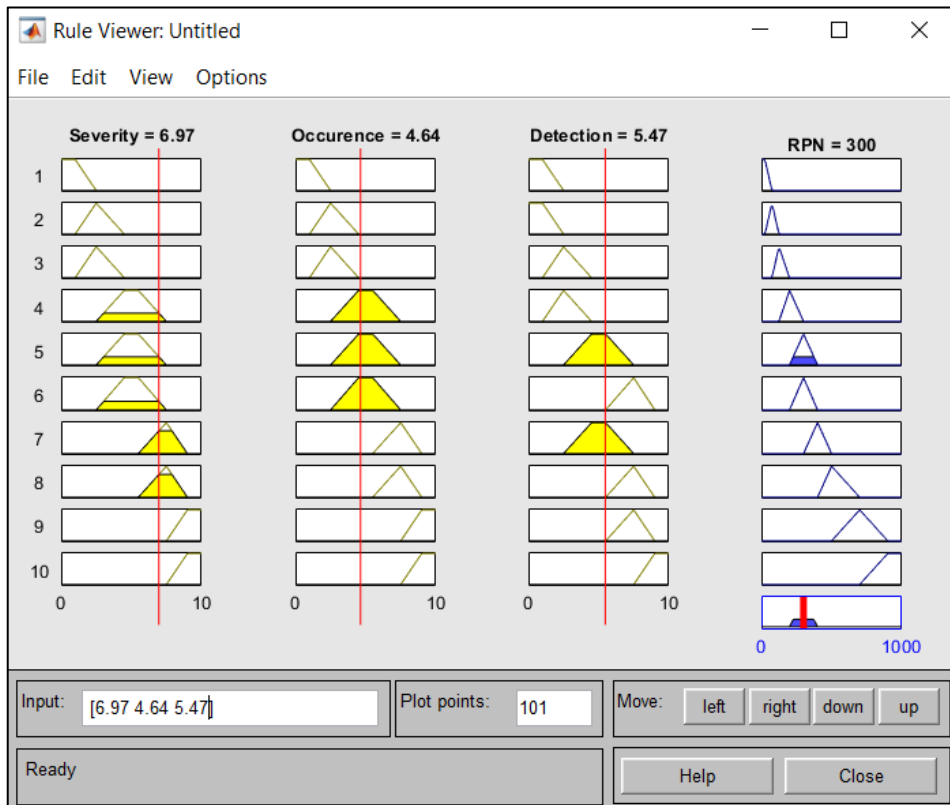 Rule Viewer: Untitled
File Edit View Options
Severity = 6.97 Occurence = 4.64 Detection = 5.47 RPN = 300
1
2
3
4
5
6
7
8
9
10
0 10 0 10 0 10
0 1000
Input: [6.97 4.64 5.47] Plot points: 101 Move: left right down up
Ready Help Close